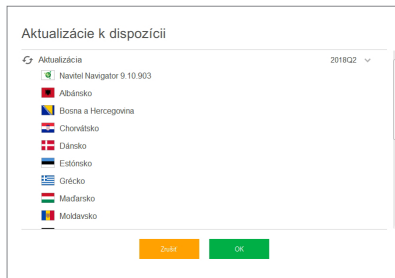 Aktualizácie k dispozícii
Aktualizácia 2018Q2
Navitel Navigator 9.10.903
Albánsko
Bosna a Hercegovina
Chorvátsko
Dánsko
Estónsko
Grécko
Maďarsko
Moldavsko
Zrušiť OK